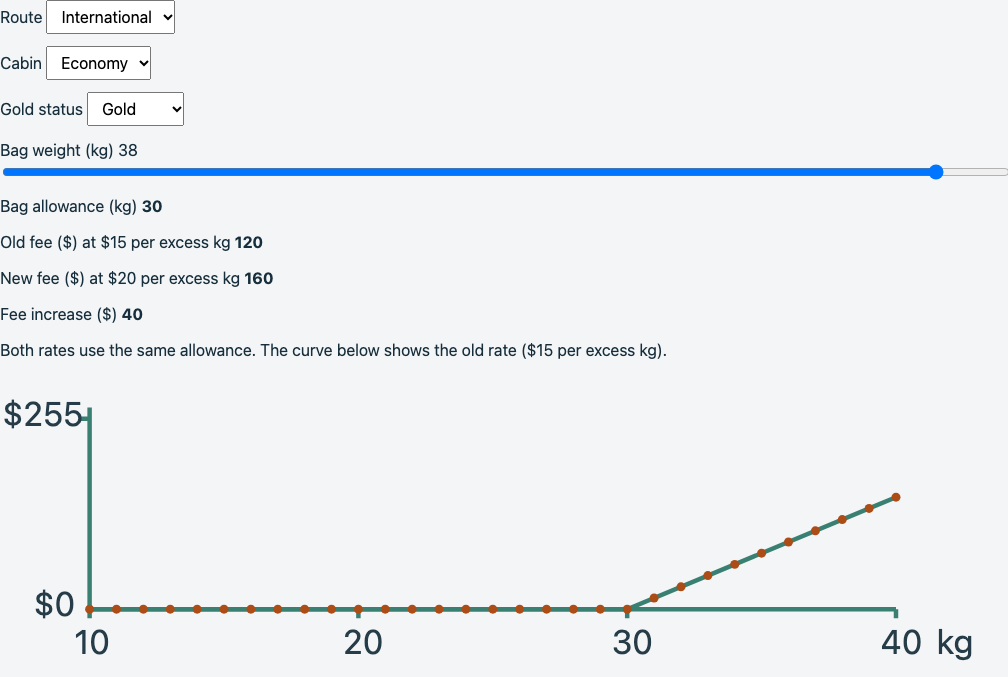 Route International
Cabin Economy
Gold status Gold
Bag weight (kg) 38
Bag allowance (kg) 30
Old fee ($) at $15 per excess kg 120
New fee ($) at $20 per excess kg 160
Fee increase ($) 40
Both rates use the same allowance. The curve below shows the old rate ($15 per excess kg).
$255
$0
10 20 30 40 kg